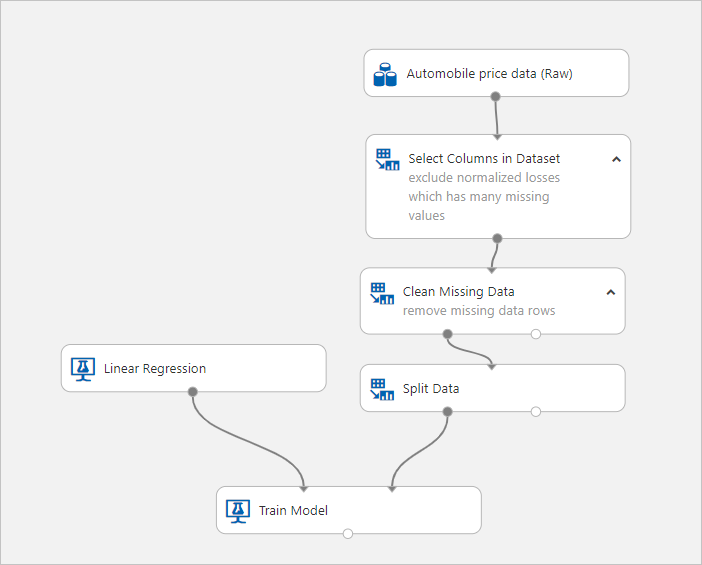 Automobile price data (Raw)
Select Columns in Dataset
exclude normalized losses
which has many missing
values
Clean Missing Data
remove missing data rows
Linear Regression
Split Data
Train Model